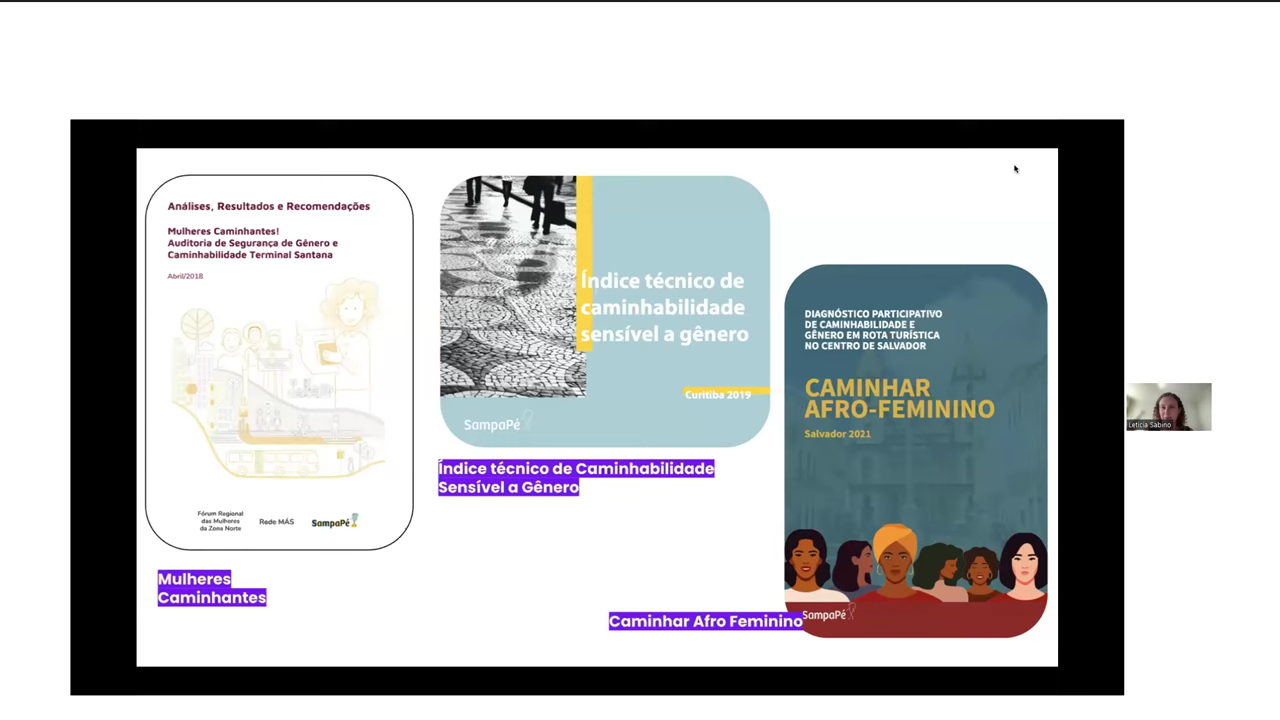 Análises, Resultados e Recomendações
Mulheres Caminhantes!
Auditoria de Segurança de Gênero e
Caminhabilidade Terminal Santana
Abril/2018
Fórum Regional
das Mulheres
da Zona Norte
Rede MÁS
SampaPé
Mulheres
Caminhantes
Índice técnico de
caminhabilidade
sensível a gênero
Curitiba 2019
SampaPé
Índice técnico de Caminhabilidade
Sensível a Gênero
DIAGNÓSTICO PARTICIPATIVO
DE CAMINHABILIDADE E
GÊNERO EM ROTA TURÍSTICA
NO CENTRO DE SALVADOR
CAMINHAR
AFRO-FEMININO
Salvador 2021
SampaPé
Caminhar Afro Feminino
Leticia Sabino